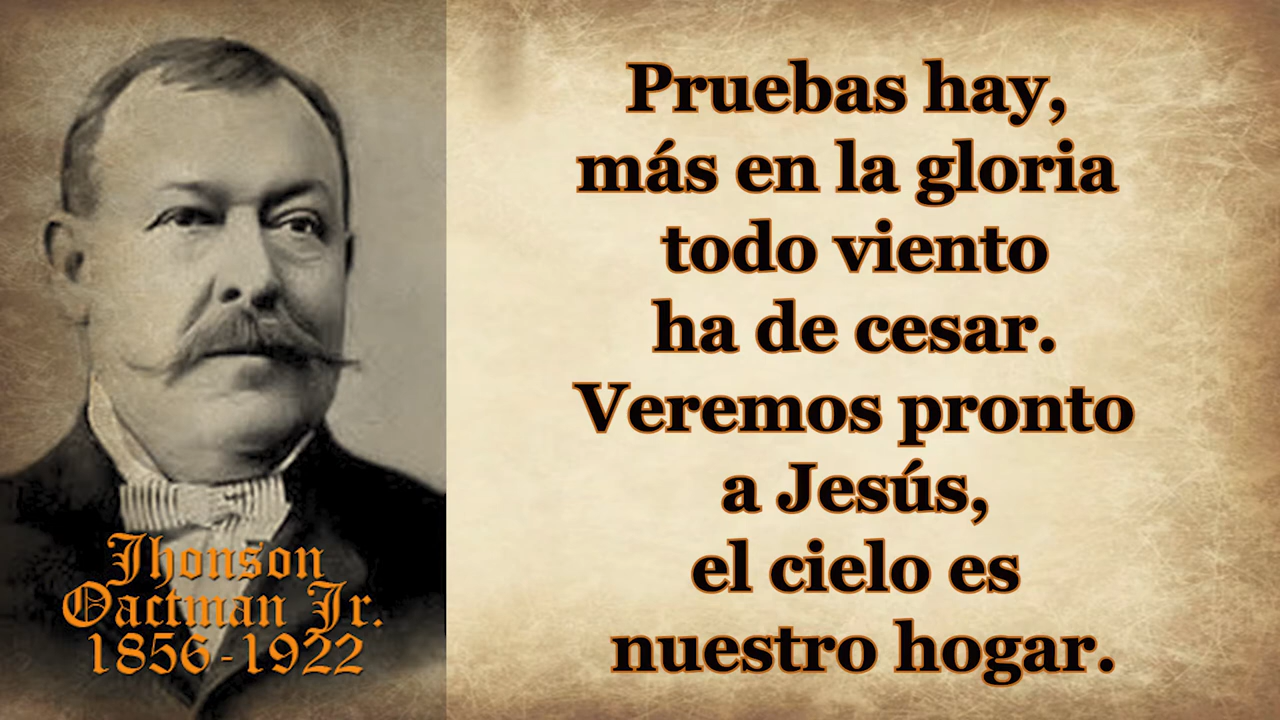 Pruebas hay,
más en la gloria
todo viento
ha de cesar.
Veremos pronto
a Jesús,
el cielo es
nuestro hogar.
Jhonson
Oactman Jr.
1856-1922